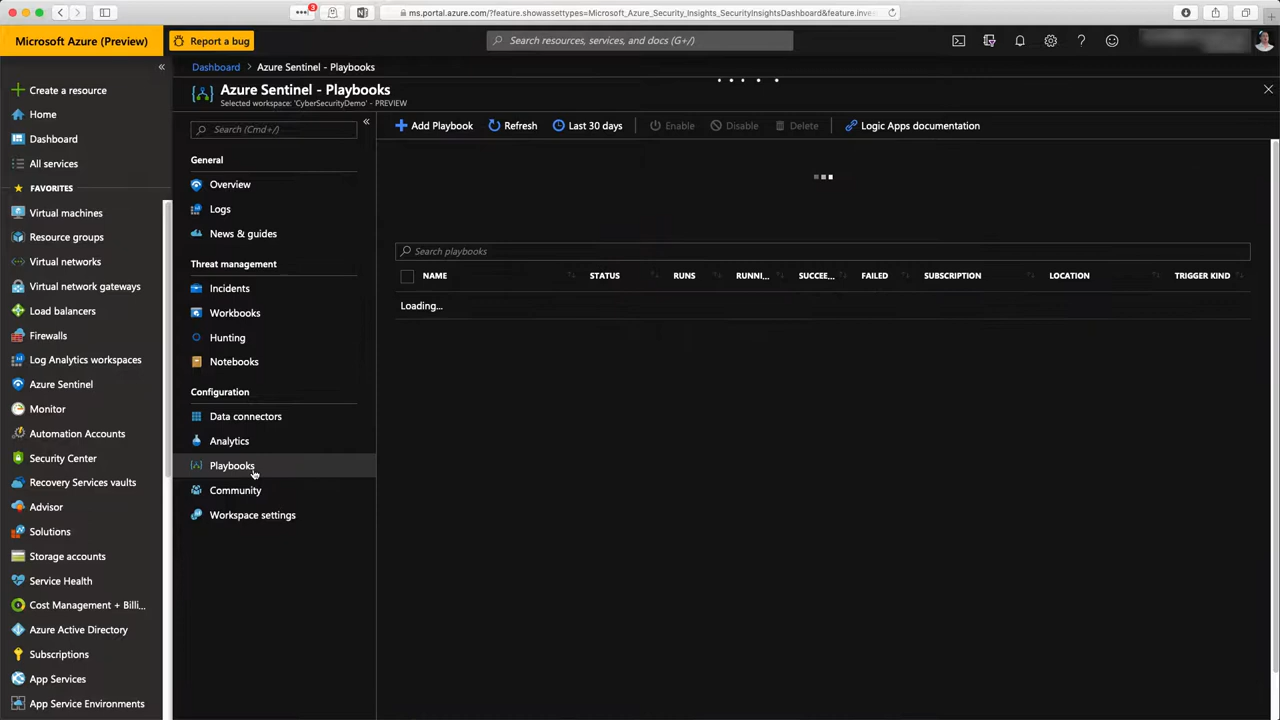 3
ms.portal.azure.com/?feature.showassettypes=Microsoft_Azure_Security_Insights_SecurityInsightsDashboard&feature.inve
Microsoft Azure (Preview)
Report a bug
Search resources, services, and docs (G+/)
Dashboard > Azure Sentinel - Playbooks
Azure Sentinel - Playbooks
Selected workspace: 'CyberSecurityDemo' - PREVIEW
Create a resource
Home
Dashboard
All services
FAVORITES
Virtual machines
Resource groups
Virtual networks
Virtual network gateways
Load balancers
Firewalls
Log Analytics workspaces
Azure Sentinel
Monitor
Automation Accounts
Security Center
Recovery Services vaults
Advisor
Solutions
Storage accounts
Service Health
Cost Management + Billi...
Azure Active Directory
Subscriptions
App Services
App Service Environments
Search (Cmd+/)
General
Overview
Logs
News & guides
Threat management
Incidents
Workbooks
Hunting
Notebooks
Configuration
Data connectors
Analytics
Playbooks
Community
Workspace settings
Add Playbook Refresh Last 30 days Enable Disable Delete Logic Apps documentation
Search playbooks
NAME STATUS RUNS RUNNI... SUCCEE... FAILED SUBSCRIPTION LOCATION TRIGGER KIND
Loading...